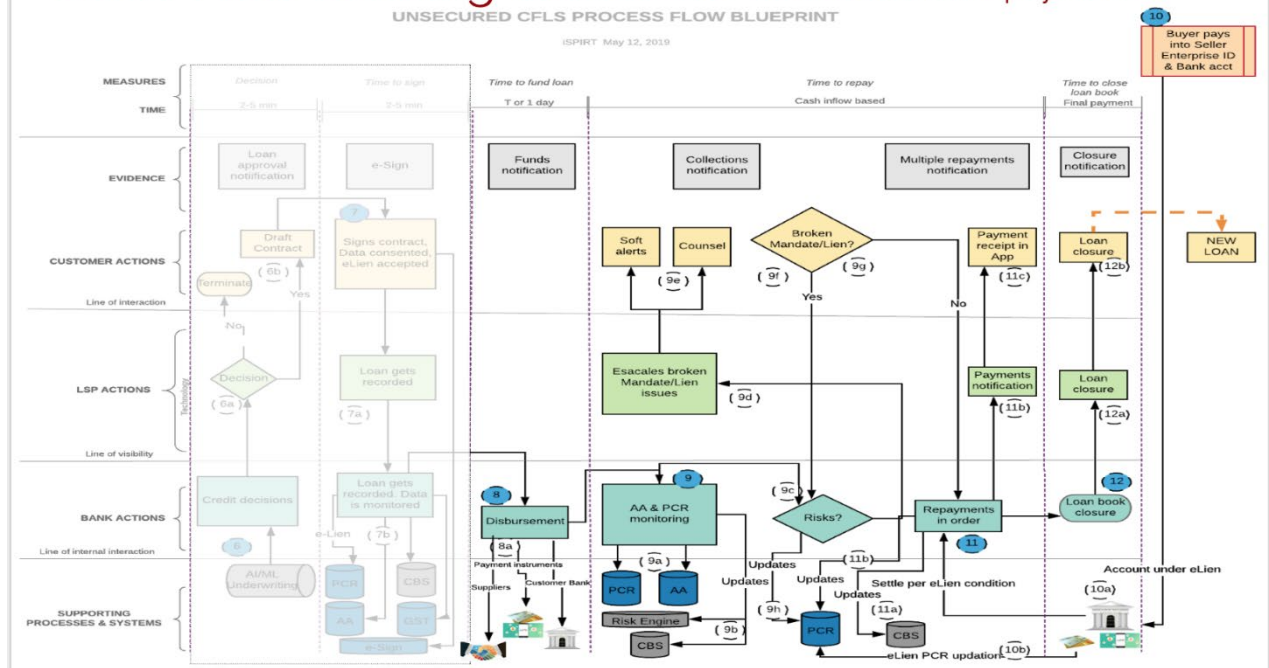 UNSECURED CFLS PROCESS FLOW BLUEPRINT
iSPIRT May 12, 2019
10
Buyer pays
into Seller
Enterprise ID
& Bank acct
MEASURES
Decision
Time to sign
Time to fund loan
Time to repay
Time to close
loan book
TIME
2-5 min
2-5 min
T or 1 day
Cash inflow based
Final payment
EVIDENCE
Loan
approval
notification
e-Sign
Funds
notification
Collections
notification
Multiple repayments
notification
Closure
notification
CUSTOMER ACTIONS
Terminate
Draft
Contract
(6b)
Yes
No
7
Signs contract,
Data consented,
eLien accepted
Soft
alerts
Counsel
(9e)
Broken
Mandate/Lien?
(9f)
(9g)
Yes
No
Payment
receipt in
App
(11c)
Loan
closure
(12b)
NEW
LOAN
Line of interaction
LSP ACTIONS
Technology
Decision
(6a)
Loan gets
recorded
(7a)
Esacales broken
Mandate/Lien
issues
(9d)
Payments
notification
(11b)
Loan
closure
(12a)
Line of visibility
BANK ACTIONS
Credit decisions
6
Loan gets
recorded. Data
is monitored
e-Lien
(7b)
8
Disbursement
(8a)
9
AA & PCR
monitoring
(9a)
(9c)
Risks?
Repayments
in order
11
12
Loan book
closure
Line of internal interaction
SUPPORTING
PROCESSES & SYSTEMS
AI/ML
Underwriting
PCR
CBS
AA
GST
e-Sign
Payment instruments
Suppliers
Customer Bank
PCR
AA
Risk Engine
CBS
Updates
(9b)
Updates
(9h)
Updates
(11b)
PCR
Updates
(11a)
CBS
Settle per eLien condition
Account under eLien
(10a)
eLien PCR updation
(10b)